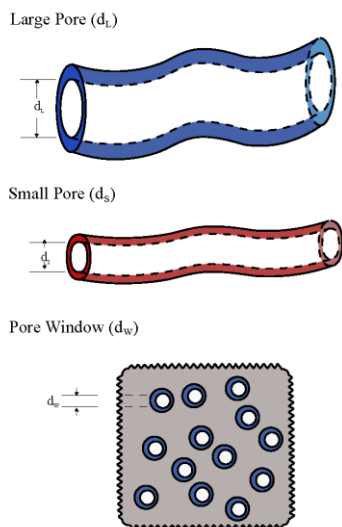 Large Pore (dL)
dL
Small Pore (dS)
ds
Pore Window (dW)
dw